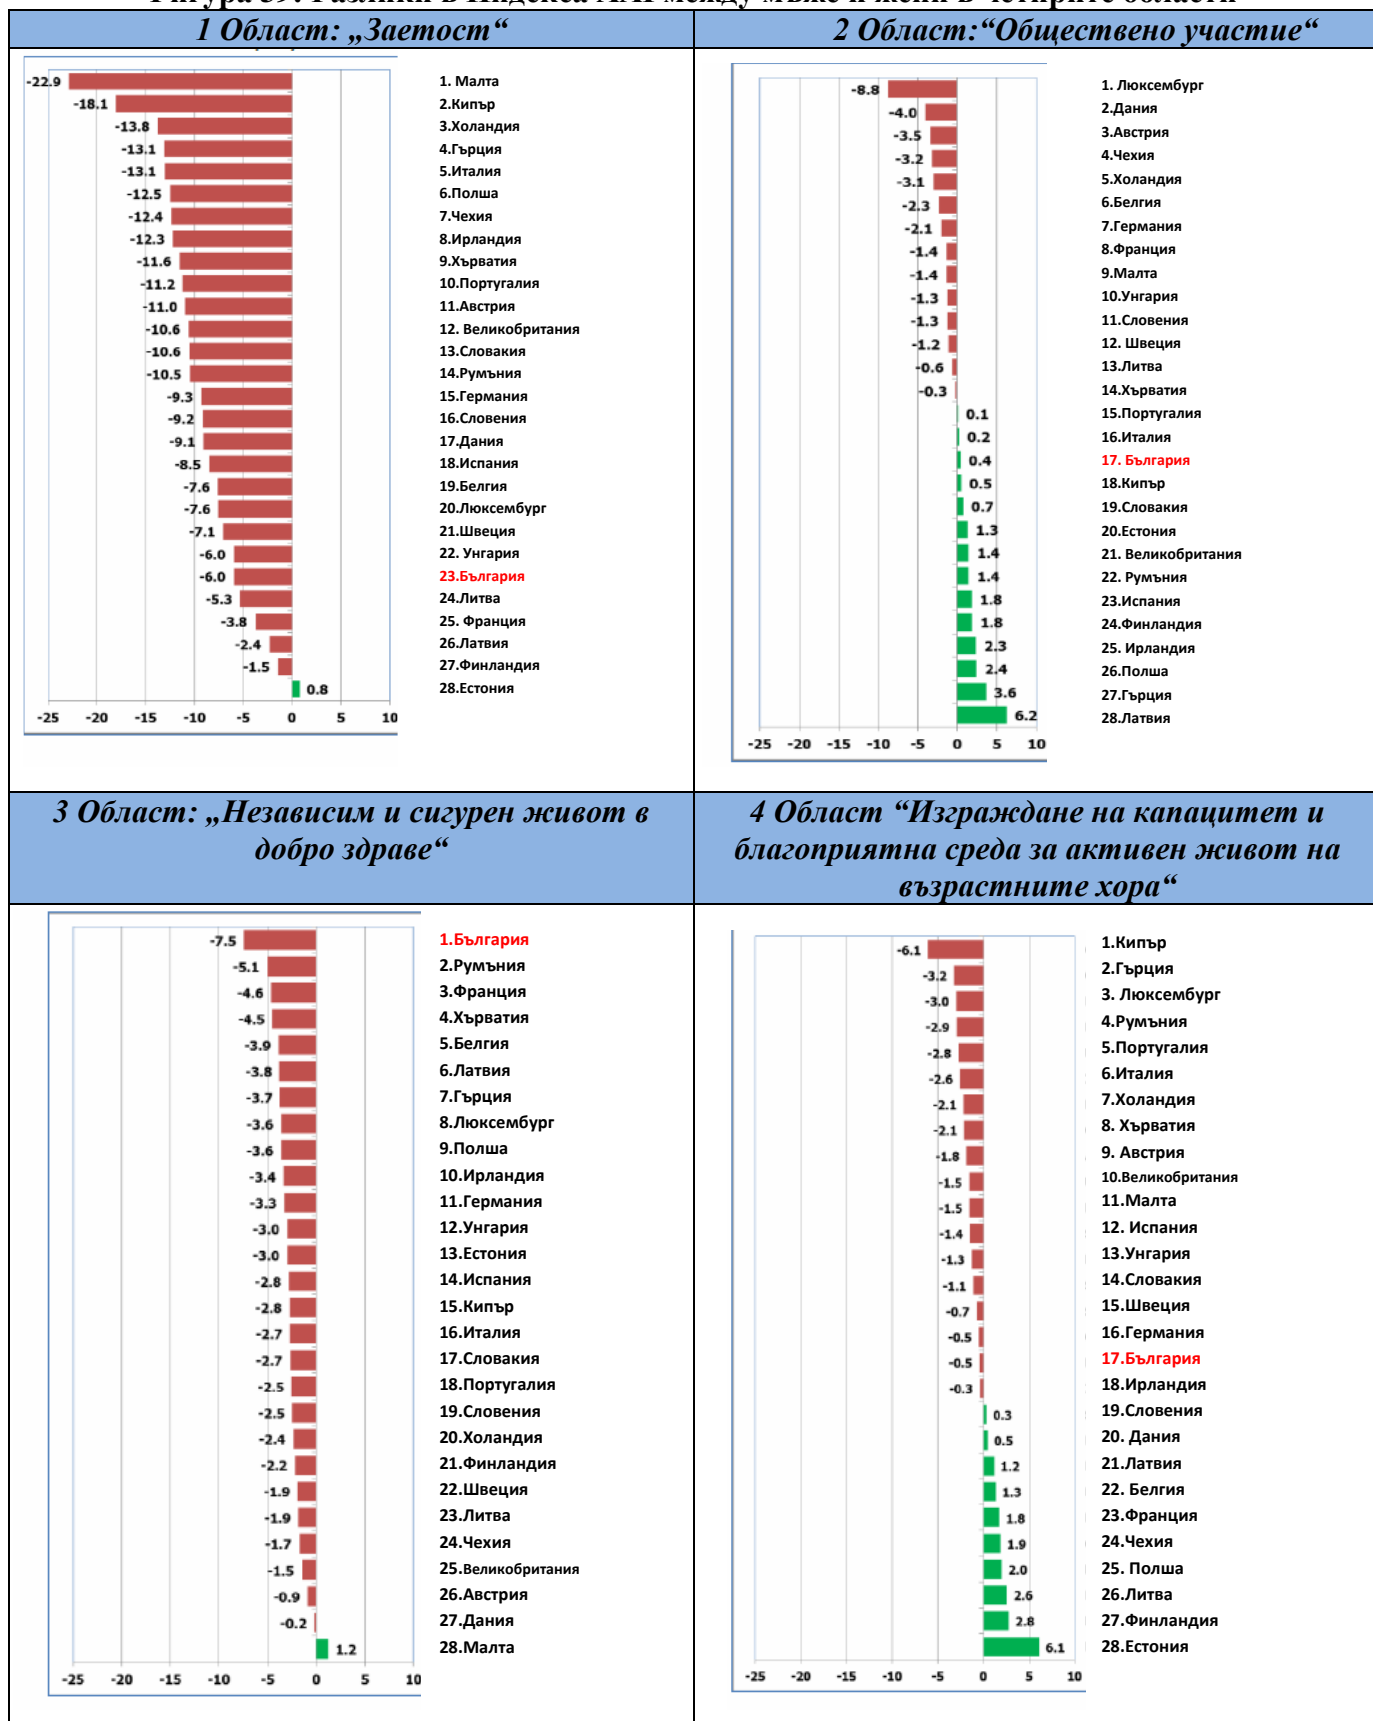 Фигура 39. Разлики в Индекса AAI между мъже и жени в четирите области
1 Област: „Заетост“
-22.9 1. Малта
-18.1 2.Кипър
-13.8 3.Холандия
-13.1 4.Гърция
-13.1 5.Италия
-12.5 6.Полша
-12.4 7.Чехия
-12.3 8.Ирландия
-11.6 9.Хърватия
-11.2 10.Португалия
-11.0 11.Австрия
-10.6 12. Великобритания
-10.6 13.Словакия
-10.5 14.Румъния
-9.3 15.Германия
-9.2 16.Словения
-9.1 17.Дания
-8.5 18.Испания
-7.6 19.Белгия
-7.6 20.Люксембург
-7.1 21.Швеция
-6.0 22. Унгария
-6.0 23.България
-5.3 24.Литва
-3.8 25. Франция
-2.4 26.Латвия
-1.5 27.Финландия
0.8 28.Естония
-25 -20 -15 -10 -5 0 5 10
2 Област:“Обществено участие“
-8.8 1. Люксембург
-4.0 2.Дания
-3.5 3.Австрия
-3.2 4.Чехия
-3.1 5.Холандия
-2.3 6.Белгия
-2.1 7.Германия
-1.4 8.Франция
-1.4 9.Малта
-1.3 10.Унгария
-1.3 11.Словения
-1.2 12. Швеция
-0.6 13.Литва
-0.3 14.Хърватия
0.1 15.Португалия
0.2 16.Италия
0.4 17. България
0.5 18.Кипър
0.7 19.Словакия
1.3 20.Естония
1.4 21. Великобритания
1.4 22. Румъния
1.8 23.Испания
1.8 24.Финландия
2.3 25. Ирландия
2.4 26.Полша
3.6 27.Гърция
6.2 28.Латвия
-25 -20 -15 -10 -5 0 5 10
3 Област: „Независим и сигурен живот в
добро здраве“
-7.5 1.България
-5.1 2.Румъния
-4.6 3.Франция
-4.5 4.Хърватия
-3.9 5.Белгия
-3.8 6.Латвия
-3.7 7.Гърция
-3.6 8.Люксембург
-3.6 9.Полша
-3.4 10.Ирландия
-3.3 11.Германия
-3.0 12.Унгария
-3.0 13.Естония
-2.8 14.Испания
-2.8 15.Кипър
-2.7 16.Италия
-2.7 17.Словакия
-2.5 18.Португалия
-2.5 19.Словения
-2.4 20.Холандия
-2.2 21.Финландия
-1.9 22.Швеция
-1.9 23.Литва
-1.7 24.Чехия
-1.5 25.Великобритания
-0.9 26.Австрия
-0.2 27.Дания
1.2 28.Малта
-25 -20 -15 -10 -5 0 5 10
4 Област “Изграждане на капацитет и
благоприятна среда за активен живот на
възрастните хора“
-6.1 1.Кипър
-3.2 2.Гърция
-3.0 3. Люксембург
-2.9 4.Румъния
-2.8 5.Португалия
-2.6 6.Италия
-2.1 7.Холандия
-2.1 8. Хърватия
-1.8 9. Австрия
-1.5 10.Великобритания
-1.5 11.Малта
-1.4 12. Испания
-1.3 13.Унгария
-1.1 14.Словакия
-0.7 15.Швеция
-0.5 16.Германия
-0.5 17.България
-0.3 18.Ирландия
0.3 19.Словения
0.5 20. Дания
1.2 21.Латвия
1.3 22. Белгия
1.8 23.Франция
1.9 24.Чехия
2.0 25. Полша
2.6 26.Литва
2.8 27.Финландия
6.1 28.Естония
-25 -20 -15 -10 -5 0 5 10